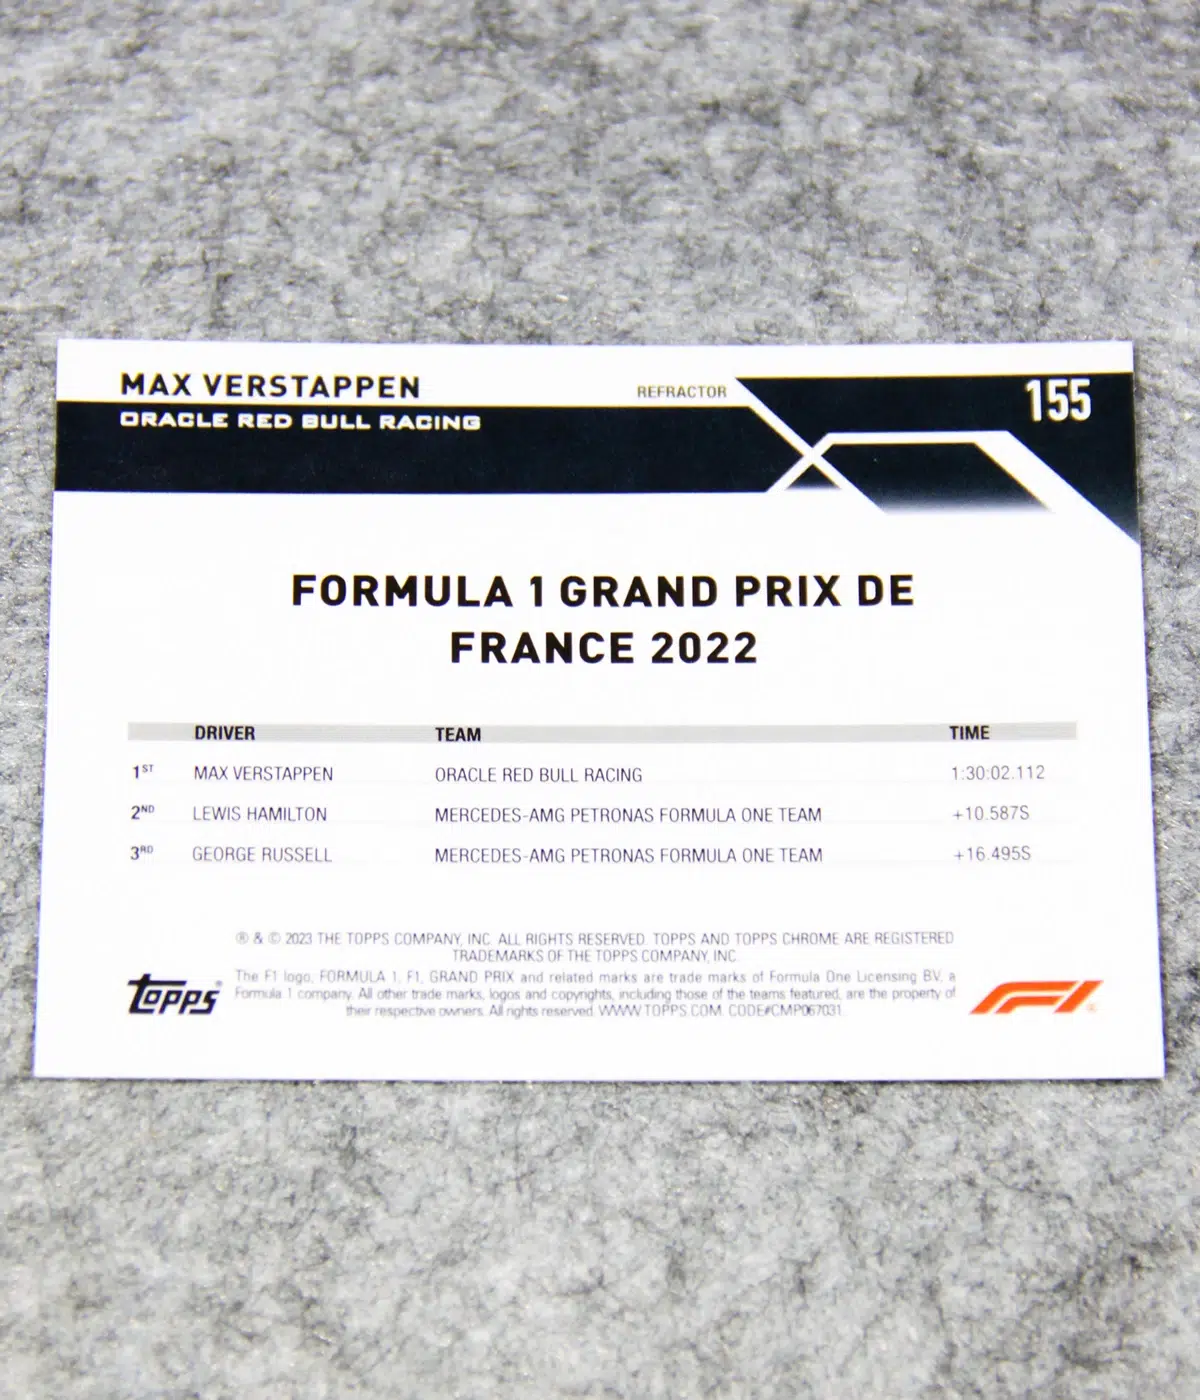 MAX VERSTAPPEN
REFRACTOR
155
ORACLE RED BULL RACING
FORMULA 1 GRAND PRIX DE
FRANCE 2022
DRIVER TEAM TIME
1ST MAX VERSTAPPEN ORACLE RED BULL RACING 1:30:02.112
2ND LEWIS HAMILTON MERCEDES-AMG PETRONAS FORMULA ONE TEAM +10.587S
3RD GEORGE RUSSELL MERCEDES-AMG PETRONAS FORMULA ONE TEAM +16.495S
® & © 2023 THE TOPPS COMPANY, INC. ALL RIGHTS RESERVED. TOPPS AND TOPPS CHROME ARE REGISTERED
TRADEMARKS OF THE TOPPS COMPANY, INC.
The F1 logo, FORMULA 1, F1, GRAND PRIX and related marks are trade marks of Formula One Licensing BV, a
Formula 1 company. All other trade marks, logos and copyrights, including those of the teams featured, are the property of
their respective owners. All rights reserved. WWW.TOPPS.COM. CODE#CMP067031
topps®
F1®